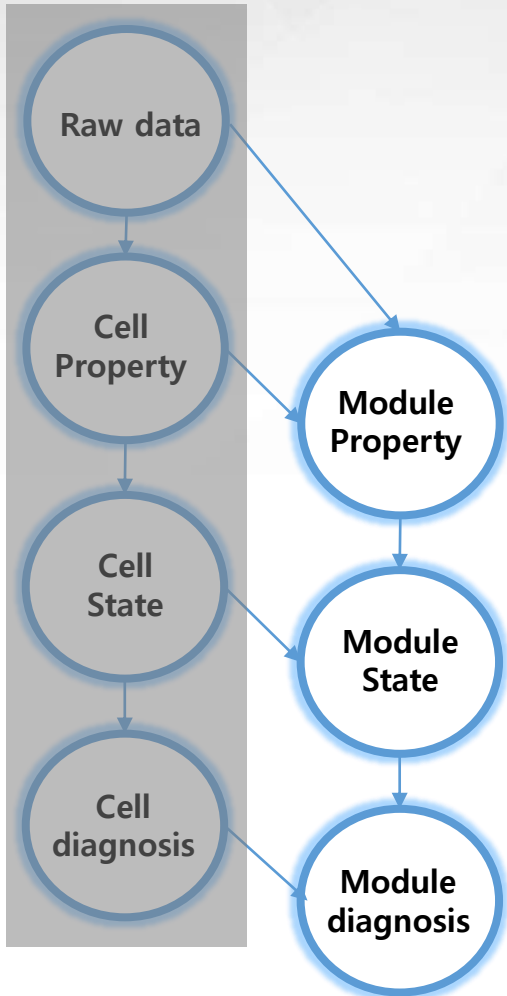 Raw data
Cell
Property
Module
Property
Cell
State
Module
State
Cell
diagnosis
Module
diagnosis